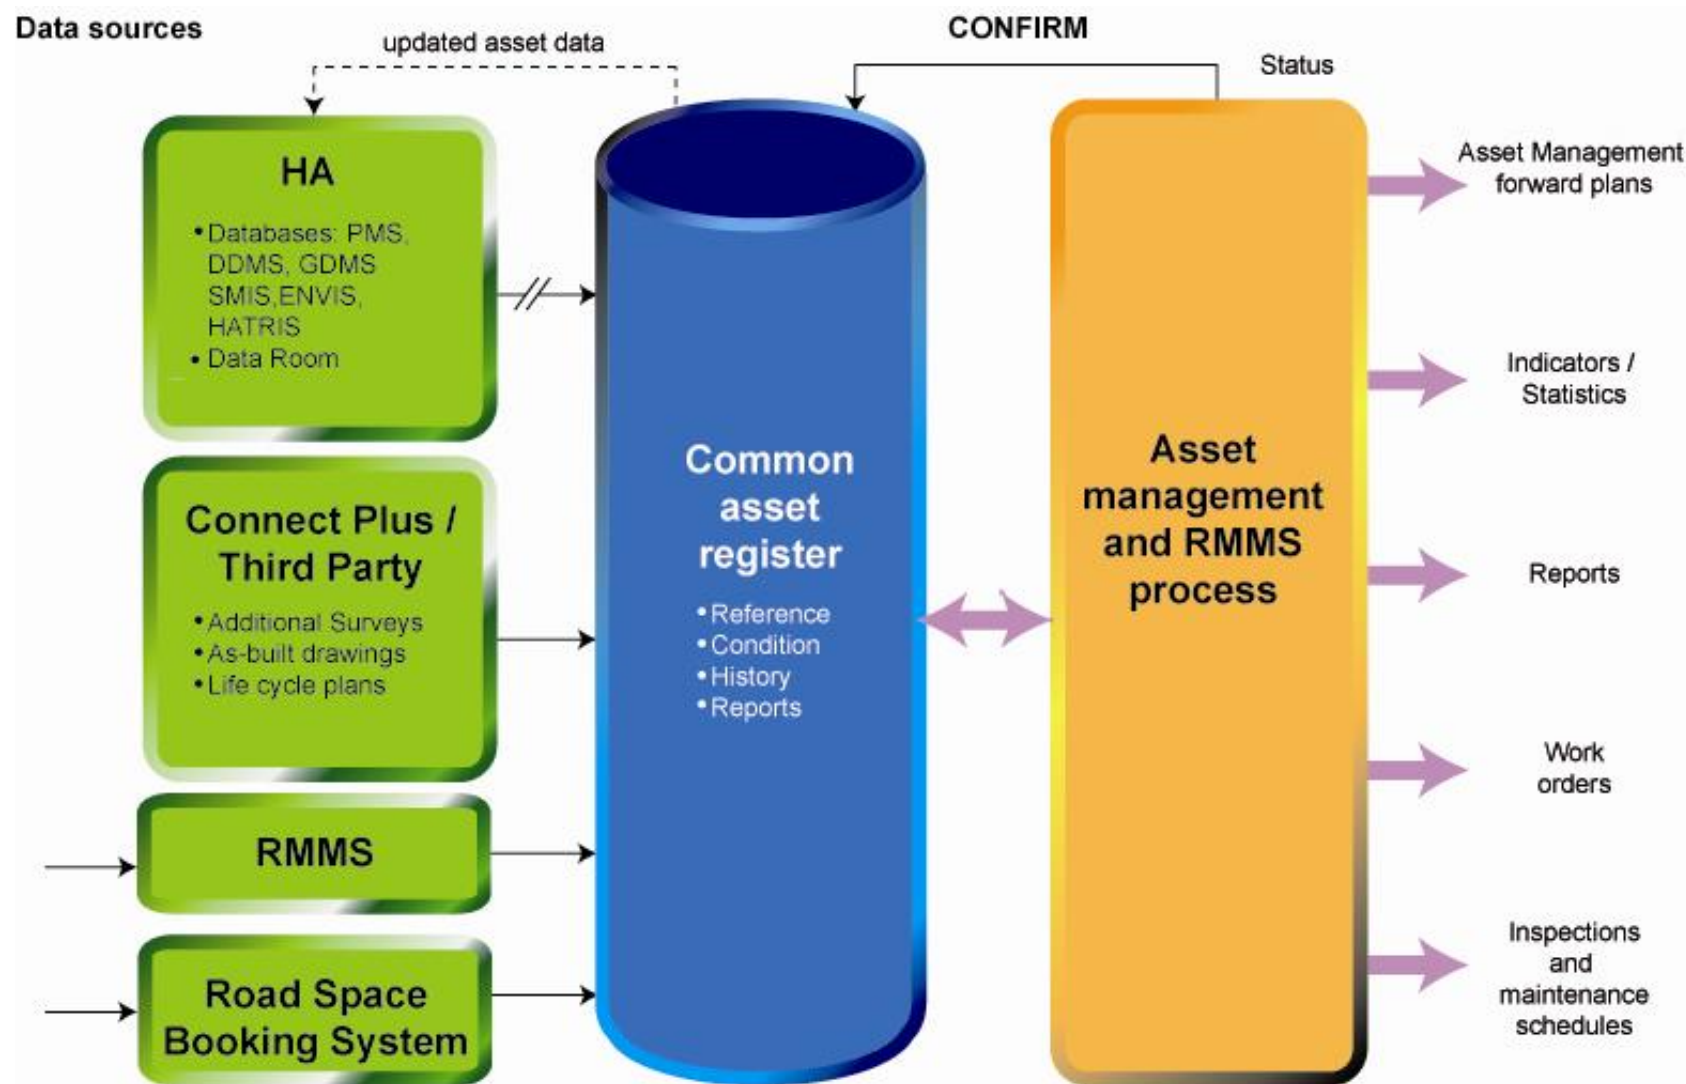 Data sources
CONFIRM
updated asset data
Status
HA
• Databases: PMS,
DDMS, GDMS
SMIS,ENVIS,
HATRIS
• Data Room
Connect Plus /
Third Party
• Additional Surveys
• As-built drawings
• Life cycle plans
RMMS
Road Space
Booking System
Common
asset
register
• Reference
• Condition
• History
• Reports
Asset
management
and RMMS
process
Asset Management
forward plans
Indicators /
Statistics
Reports
Work
orders
Inspections
and
maintenance
schedules